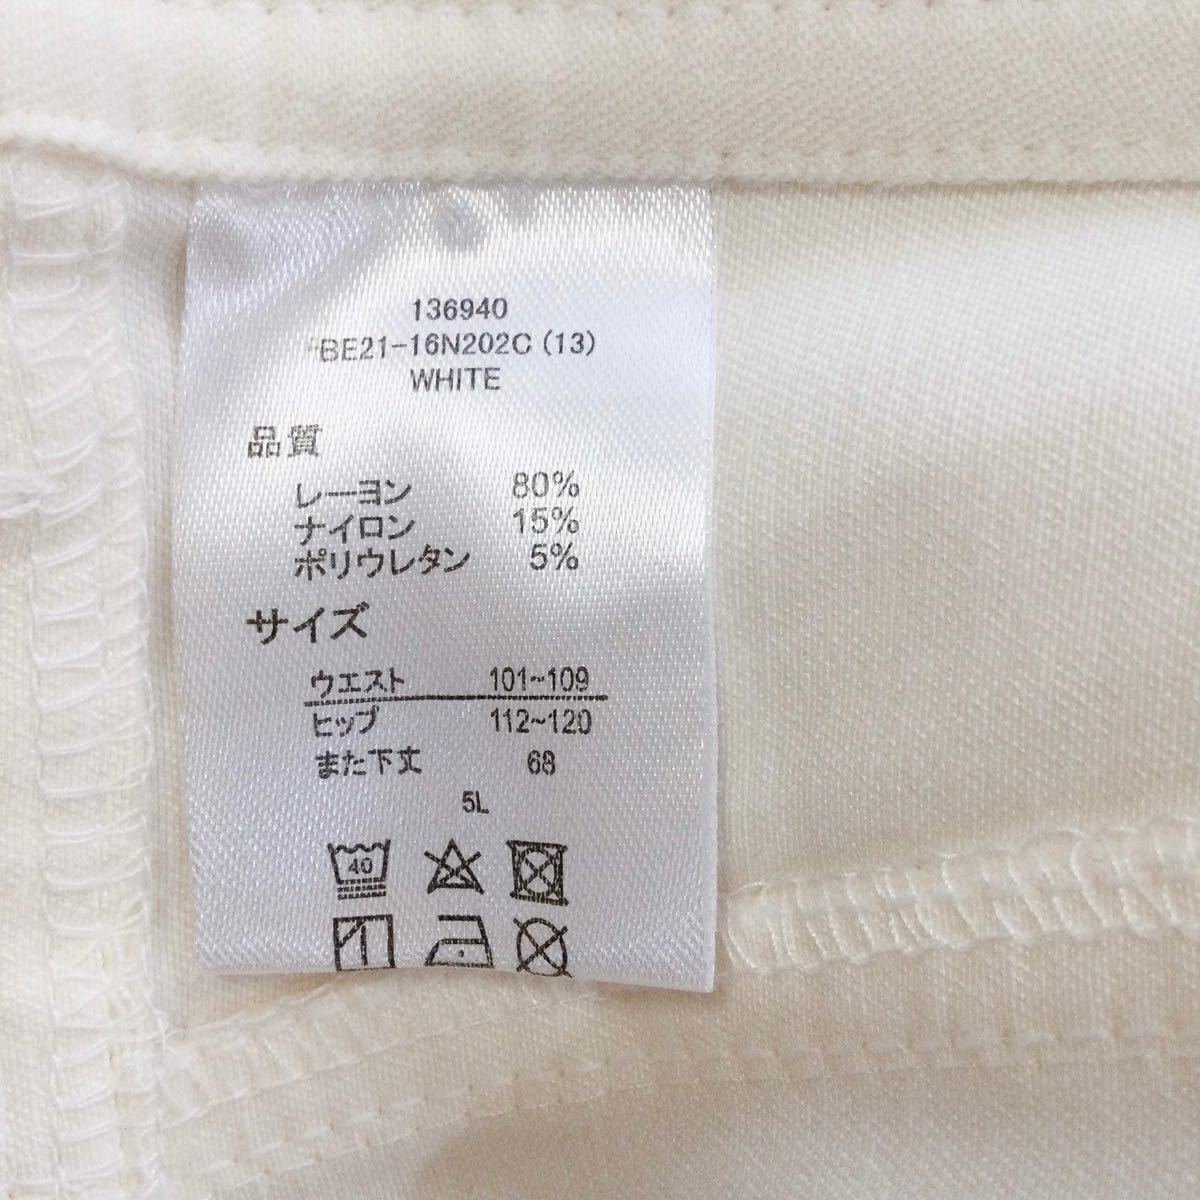 136940
BE21-16N202C (13)
WHITE
品質
レーヨン 80%
ナイロン 15%
ポリウレタン 5%
サイズ
ウエスト 101~109
ヒップ 112~120
また下丈 68
5L
40